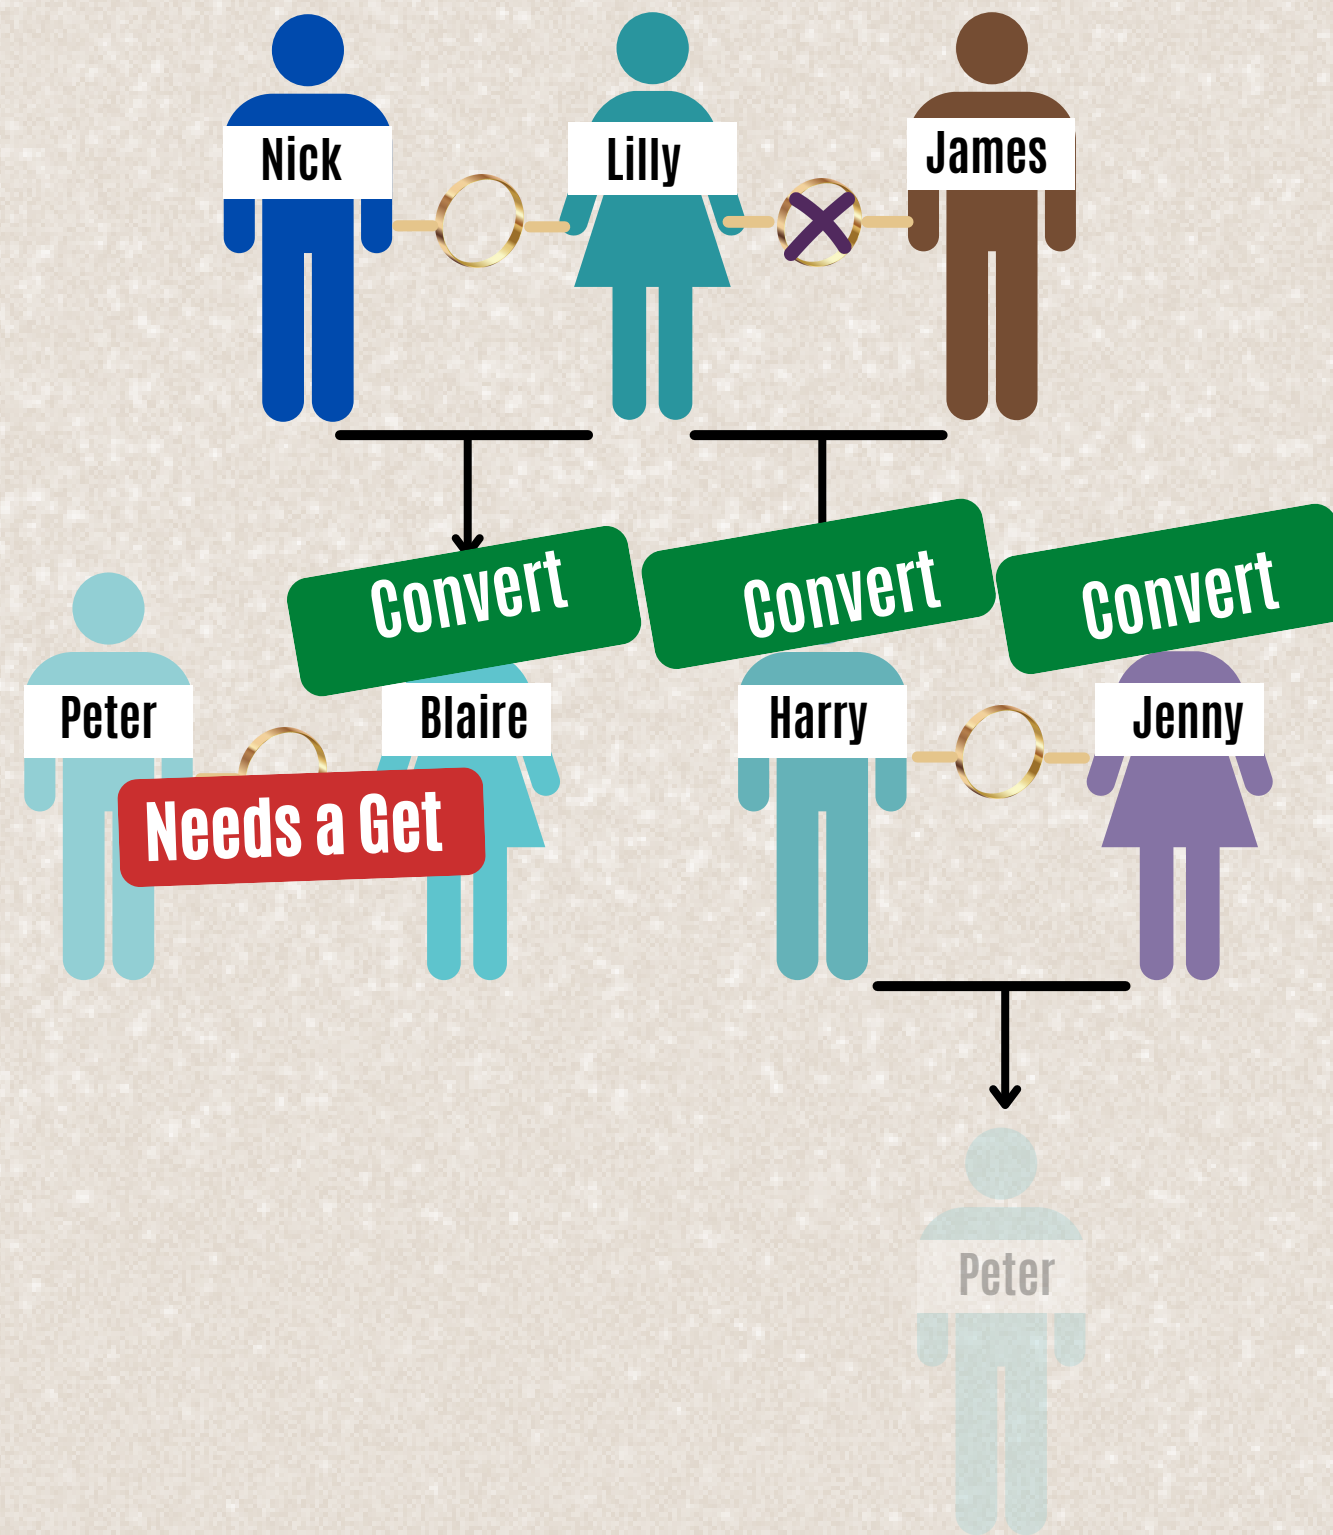 Nick
Lilly
James
Convert
Convert
Convert
Peter
Blaire
Harry
Jenny
Needs a Get
Peter